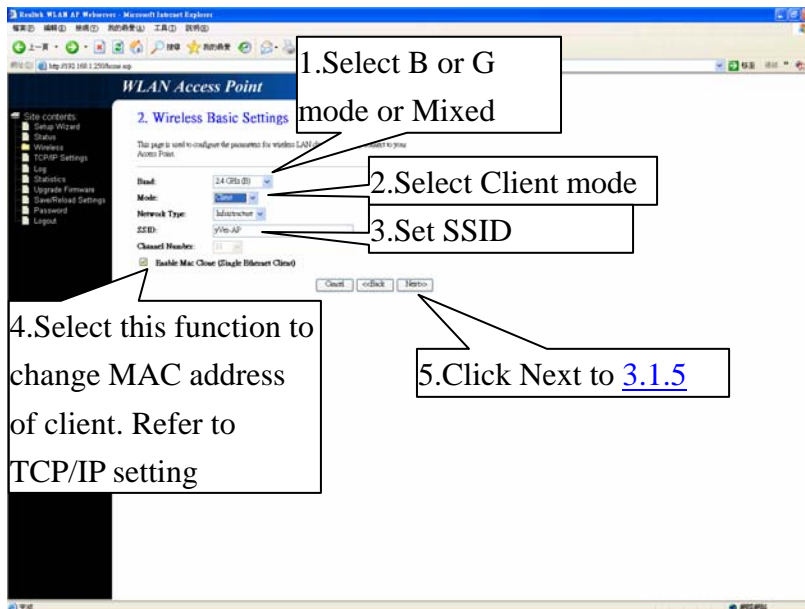 Realtek WLAN AP Webserver - Microsoft Internet Explorer
WLAN Access Point
Site contents:
Setup Wizard
Status
Wireless
TCP/IP Settings
Log
Statistics
Upgrade Firmware
Save/Reload Settings
Password
Logout
2. Wireless Basic Settings
This page is used to configure the parameters for wireless LAN connect to your
Access Point.
Band: 2.4 GHz (B)
Mode: Client
Network Type: Infrastructure
SSID:
Channel Number: 11
Enable Mac Clone (Single Ethernet Client)
Cancel <<Back Next>>
1.Select B or G
mode or Mixed
2.Select Client mode
3.Set SSID
4.Select this function to
change MAC address
of client. Refer to
TCP/IP setting
5.Click Next to 3.1.5